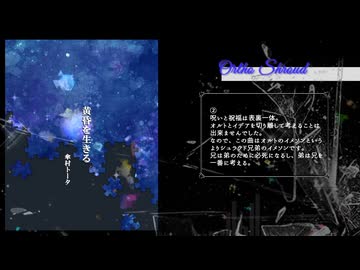 Ortho Shroud
黄昏を生きる
傘村トータ
②
呪いと祝福は表裏一体。
オルトとイデアを切り離して考えることは
出来ませんでした。
なので、この曲はオルトのイメソンという
よりシュラウド兄弟のイメソンです。
兄は弟のために必死になるし、弟は兄を
一番に考える。